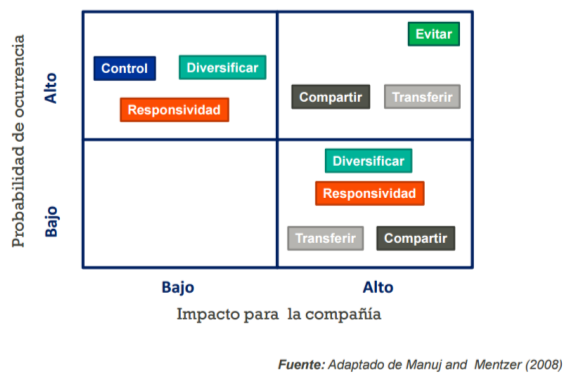 Probabilidad de ocurrencia
Alto
Bajo
Evitar
Control
Diversificar
Compartir
Transferir
Responsividad
Diversificar
Responsividad
Transferir
Compartir
Bajo
Alto
Impacto para la compañía
Fuente: Adaptado de Manuj and Mentzer (2008)